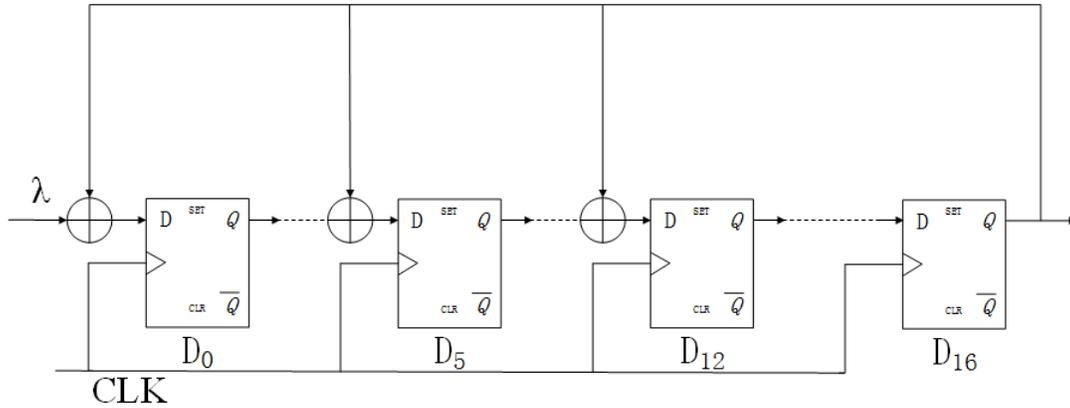 λ
D SET Q D SET Q D SET Q D SET Q
CLR Q̅ CLR Q̅ CLR Q̅ CLR Q̅
D₀ D₅ D₁₂ D₁₆
CLK